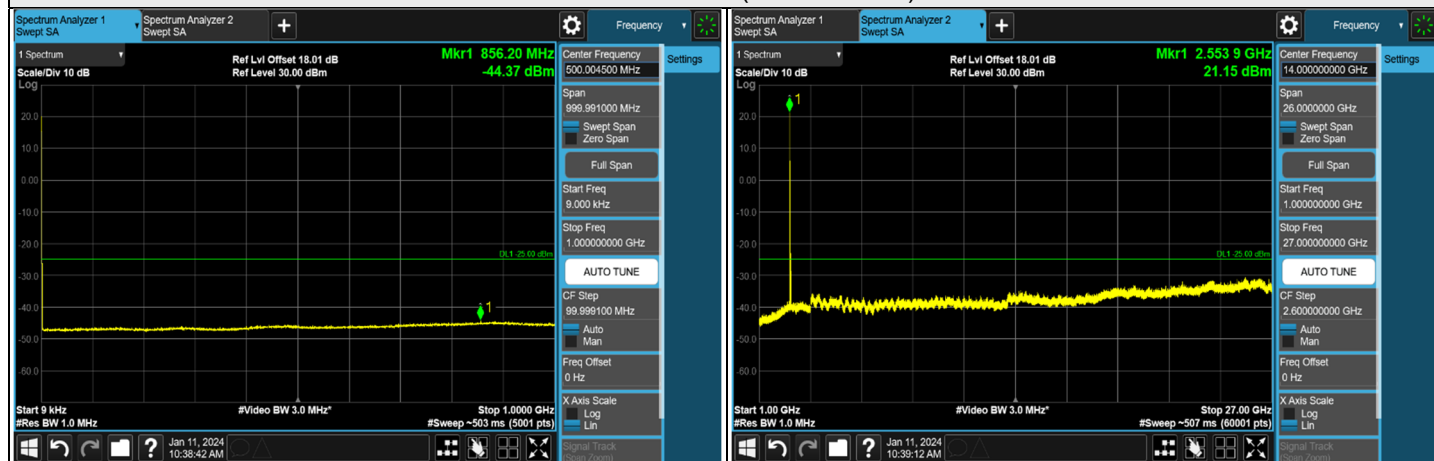 Spectrum Analyzer 1
Swept SA
Spectrum Analyzer 2
Swept SA
+
Frequency
1 Spectrum
Scale/Div 10 dB
Log
Ref Lvl Offset 18.01 dB
Ref Level 30.00 dBm
Mkr1 856.20 MHz
-44.37 dBm
20.0
10.0
0.00
-10.0
-20.0
-30.0
-40.0
-50.0
-60.0
DL1 -25.00 dBm
1
Start 9 kHz
#Res BW 1.0 MHz
#Video BW 3.0 MHz*
Stop 1.0000 GHz
#Sweep ~503 ms (5001 pts)
Center Frequency
500.004500 MHz
Span
999.991000 MHz
Swept Span
Zero Span
Full Span
Start Freq
9.000 kHz
Stop Freq
1.000000000 GHz
AUTO TUNE
CF Step
99.999100 MHz
Auto
Man
Freq Offset
0 Hz
X Axis Scale
Log
Lin
Signal Track
(Span Zoom)
Settings
?
Jan 11, 2024
10:38:42 AM
Spectrum Analyzer 1
Swept SA
Spectrum Analyzer 2
Swept SA
+
Frequency
1 Spectrum
Scale/Div 10 dB
Log
Ref Lvl Offset 18.01 dB
Ref Level 30.00 dBm
Mkr1 2.553 9 GHz
21.15 dBm
20.0
10.0
0.00
-10.0
-20.0
-30.0
-40.0
-50.0
-60.0
DL1 -25.00 dBm
1
Start 1.00 GHz
#Res BW 1.0 MHz
#Video BW 3.0 MHz*
Stop 27.00 GHz
#Sweep ~507 ms (60001 pts)
Center Frequency
14.000000000 GHz
Span
26.0000000 GHz
Swept Span
Zero Span
Full Span
Start Freq
1.000000000 GHz
Stop Freq
27.000000000 GHz
AUTO TUNE
CF Step
2.600000000 GHz
Auto
Man
Freq Offset
0 Hz
X Axis Scale
Log
Lin
Signal Track
(Span Zoom)
Settings
?
Jan 11, 2024
10:39:12 AM